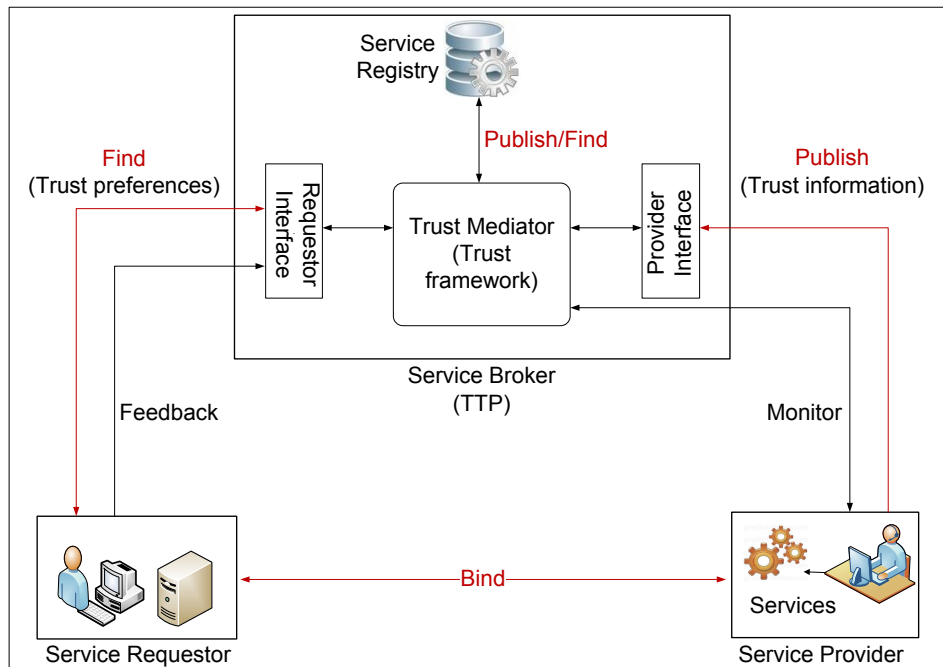 Service
Registry
Publish/Find
Find
(Trust preferences)
Publish
(Trust information)
Requestor
Interface
Trust Mediator
(Trust
framework)
Provider
Interface
Service Broker
(TTP)
Feedback
Monitor
Bind
Services
Service Requestor
Service Provider